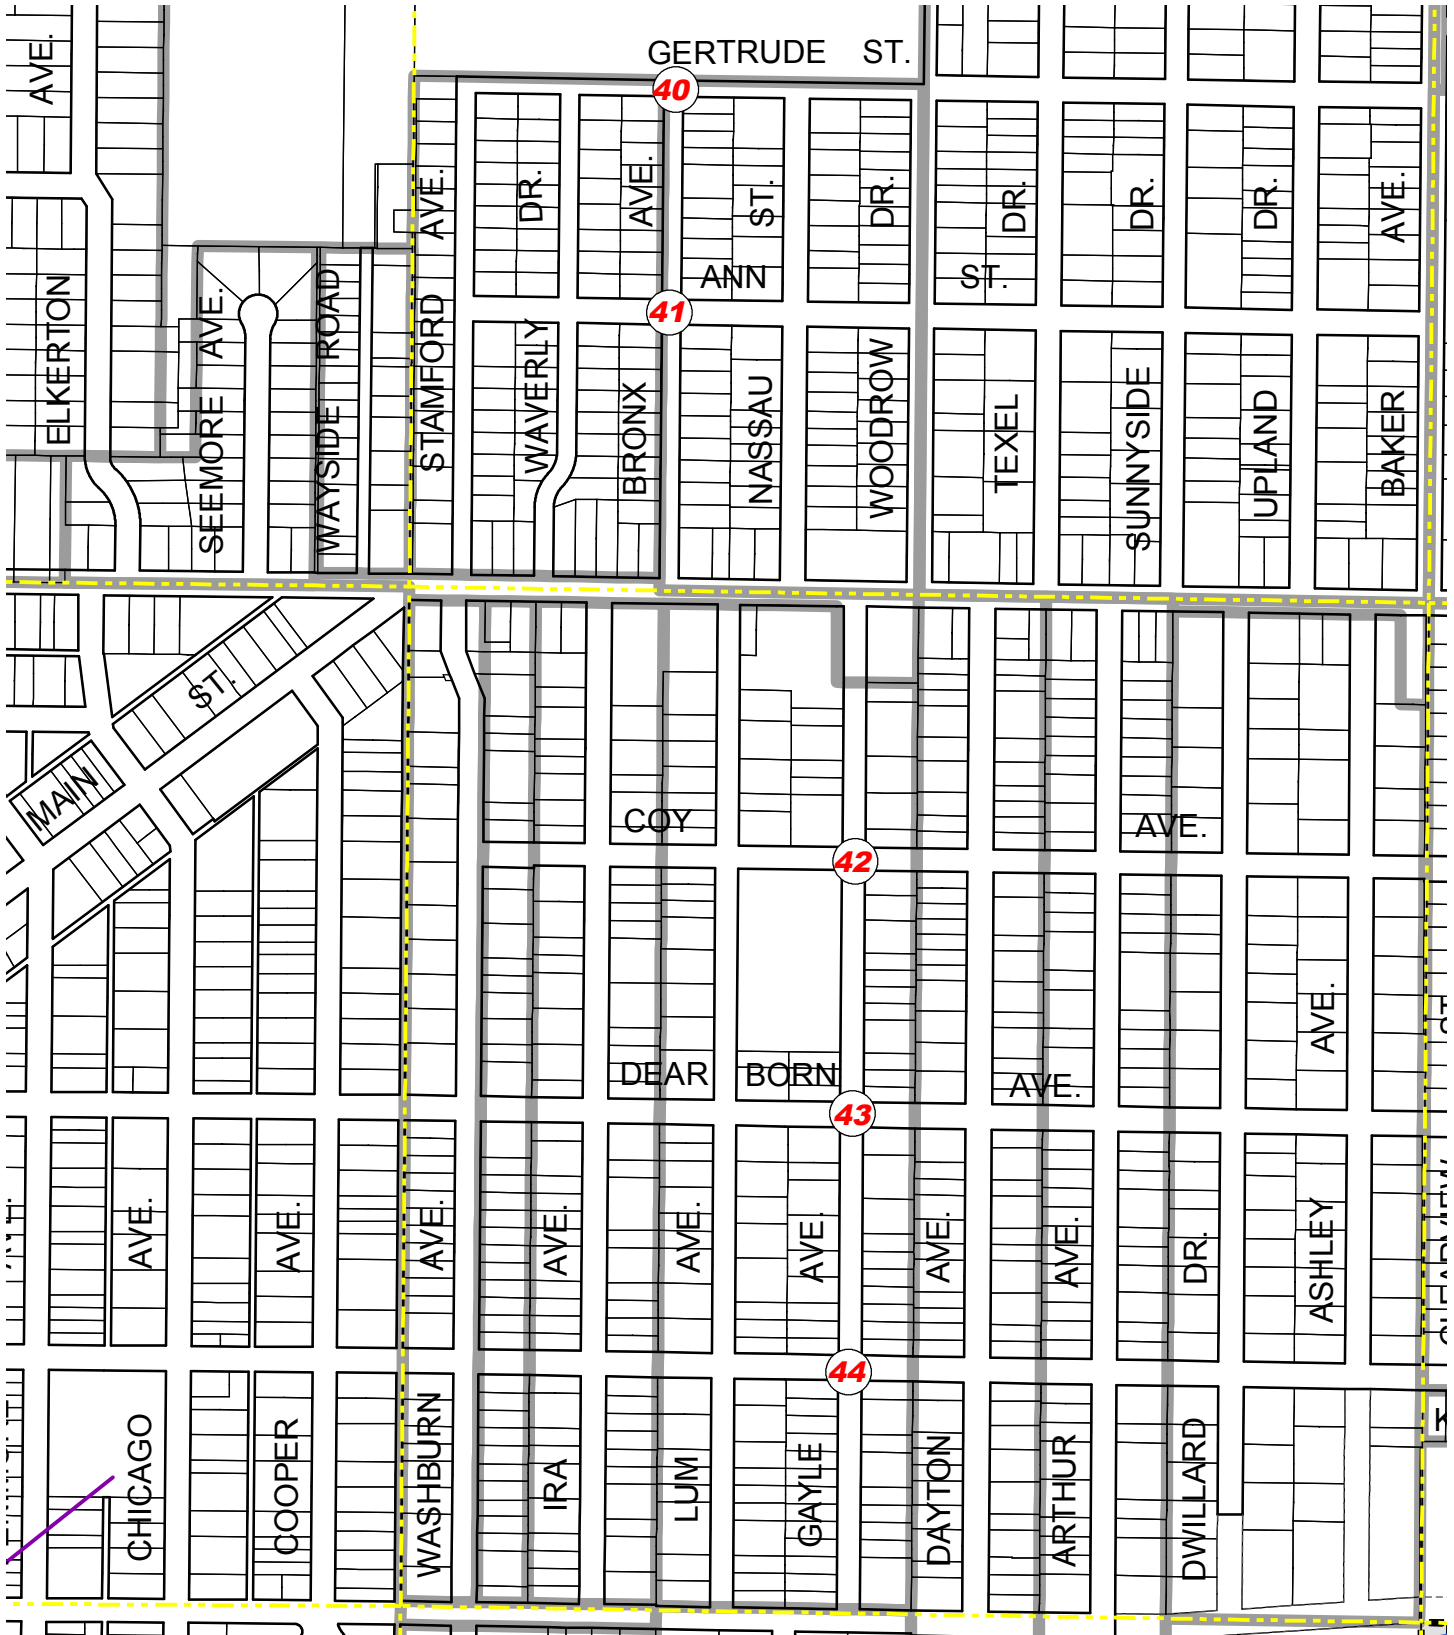 GERTRUDE ST.
AVE.
40
AVE.
DR.
AVE.
ST.
DR.
DR.
DR.
DR.
AVE.
ANN ST.
41
ELKERTON
SEEMORE AVE.
WAYSIDE ROAD
STAMFORD
WAVERLY
BRONX
NASSAU
WOODROW
TEXEL
SUNNYSIDE
UPLAND
BAKER
MAIN ST.
COY AVE.
42
DEAR BORN AVE.
43
AVE.
ST.
AVE.
AVE.
AVE.
AVE.
AVE.
AVE.
AVE.
AVE.
DR.
ASHLEY
CLEARVIEW
44
CHICAGO
COOPER
WASHBURN
IRA
LUM
GAYLE
DAYTON
ARTHUR
DWILLARD
K